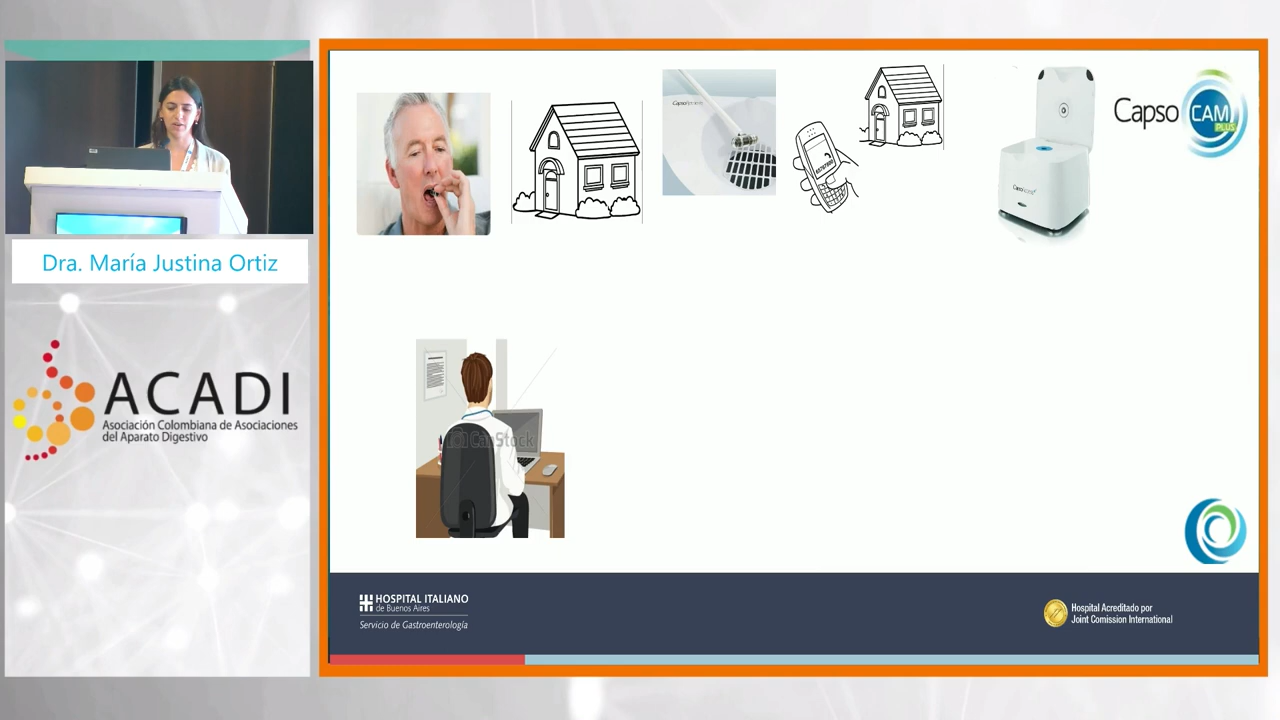 Dra. María Justina Ortiz
ACADI
Asociación Colombiana de Asociaciones
del Aparato Digestivo
Capso
CAM
PLUS
CanStock
HOSPITAL ITALIANO
de Buenos Aires
Servicio de Gastroenterología
Hospital Acreditado por
Joint Comission International